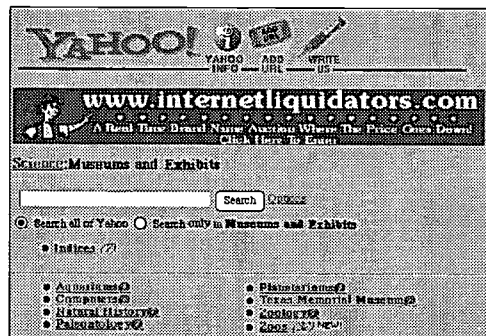 YAHOO!
YAHOO INFO ADD URL WRITE US
www.internetliquidators.com
A Real Time Brand Name Auction Where The Price Goes Down!
Click Here To Enter
Science:Museums and Exhibits
Search Options
Search all of Yahoo Search only in Museums and Exhibits
Indices (7)
Aquariums@
Computers@
Natural History@
Paleontology@
Planetariums@
Texas Memorial Museum@
Zoology@
Zoos NEW!